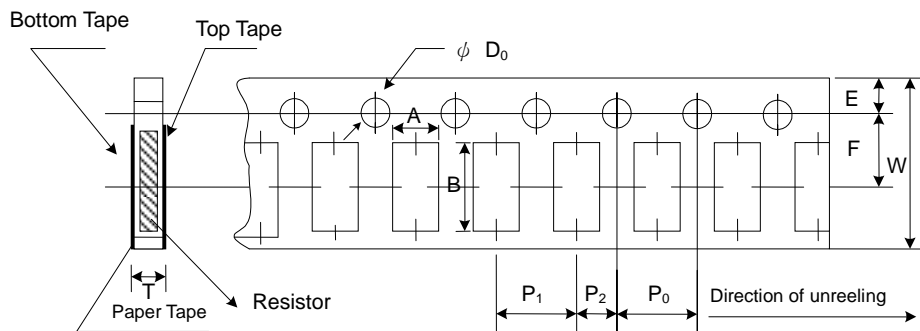 Bottom Tape
Top Tape
ψ D₀
A
B
E
F
W
T
Paper Tape
Resistor
P₁
P₂
P₀
Direction of unreeling